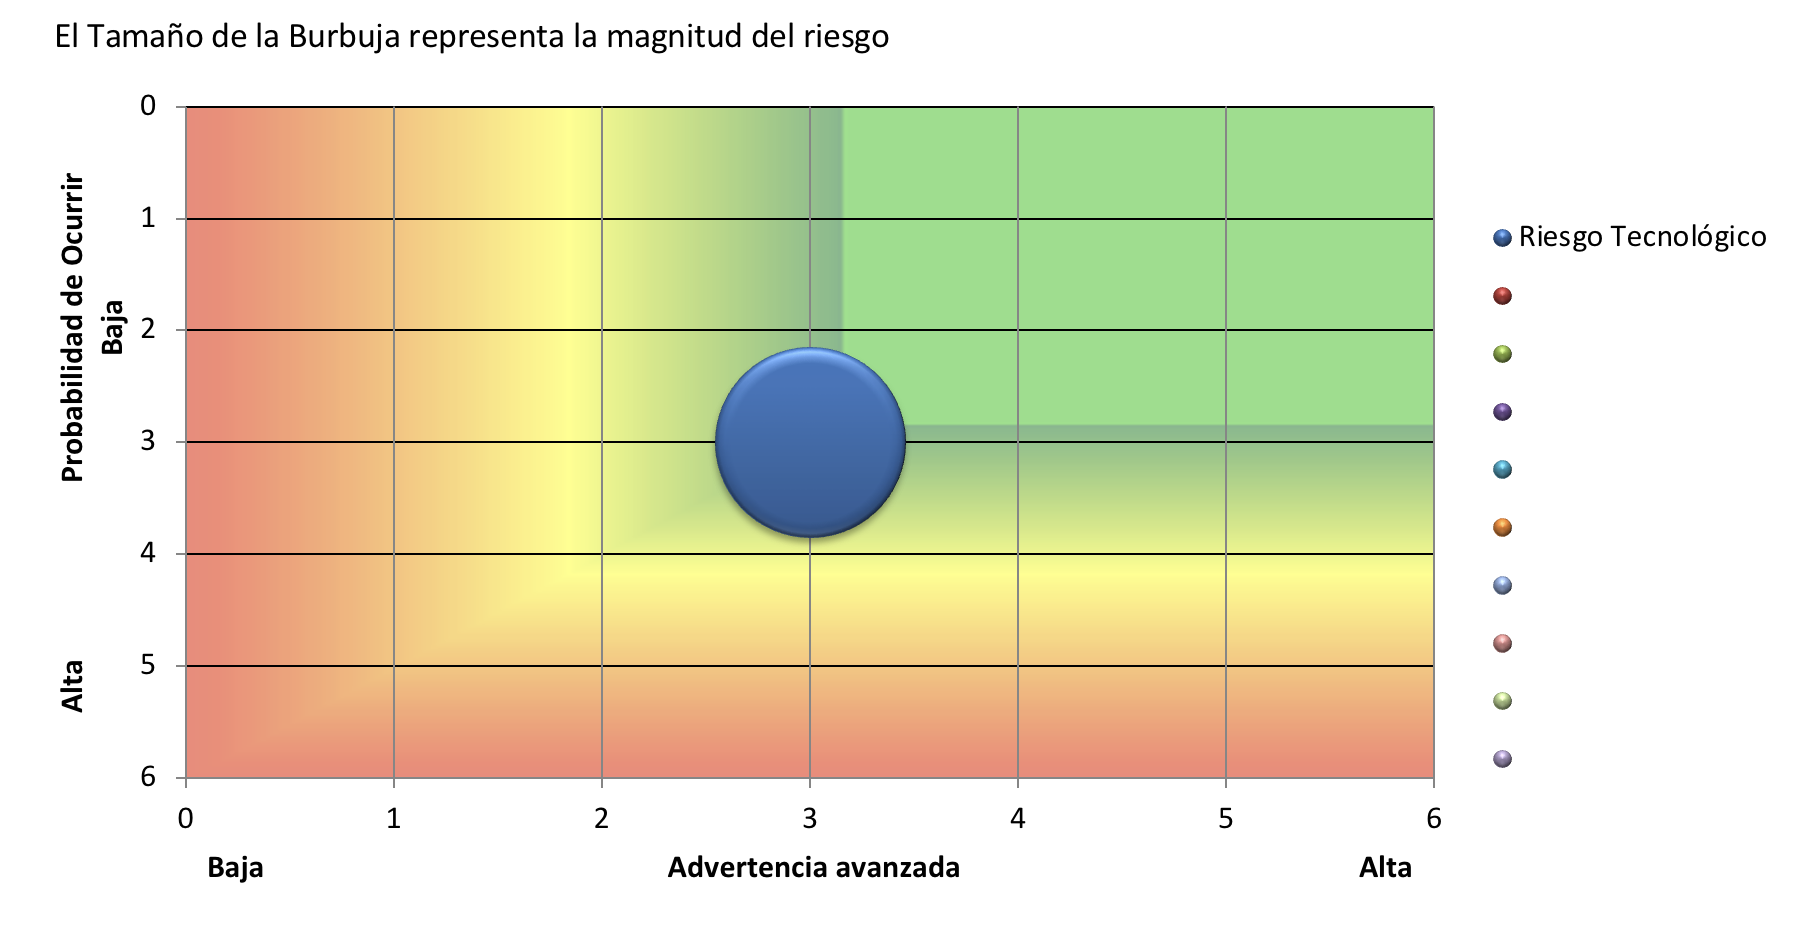 El Tamaño de la Burbuja representa la magnitud del riesgo
Probabilidad de Ocurrir
Baja
Alta
0
1
2
3
4
5
6
0 1 2 3 4 5 6
Baja Advertencia avanzada Alta
Riesgo Tecnológico